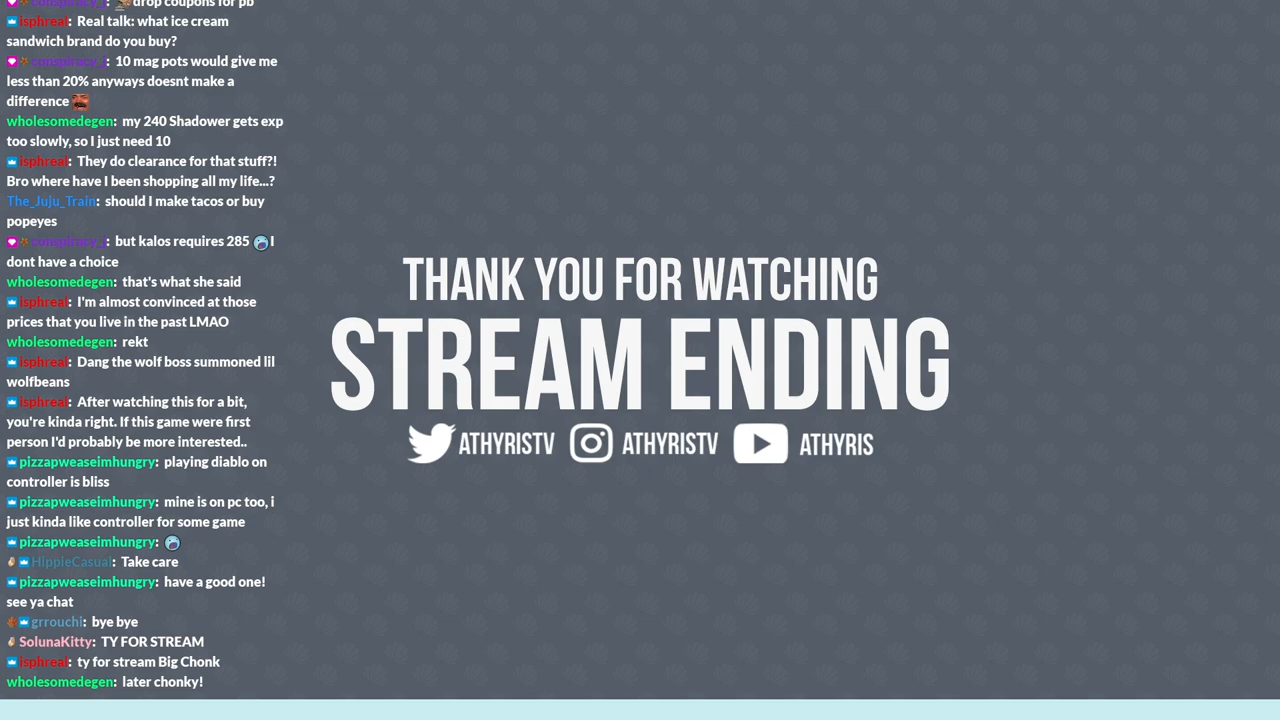 conspiracy_i: drop coupons for pb
isphreal: Real talk: what ice cream
sandwich brand do you buy?
conspiracy_i: 10 mag pots would give me
less than 20% anyways doesnt make a
difference
wholesomedegen: my 240 Shadower gets exp
too slowly, so I just need 10
isphreal: They do clearance for that stuff?!
Bro where have I been shopping all my life...?
The_Juju_Train: should I make tacos or buy
popeyes
conspiracy_i: but kalos requires 285 I
dont have a choice
wholesomedegen: that's what she said
isphreal: I'm almost convinced at those
prices that you live in the past LMAO
wholesomedegen: rekt
isphreal: Dang the wolf boss summoned lil
wolfbeans
isphreal: After watching this for a bit,
you're kinda right. If this game were first
person I'd probably be more interested..
pizzapweaseimhungry: playing diablo on
controller is bliss
pizzapweaseimhungry: mine is on pc too, i
just kinda like controller for some game
pizzapweaseimhungry:
HippieCasual: Take care
pizzapweaseimhungry: have a good one!
see ya chat
grrouchi: bye bye
SolunaKitty: TY FOR STREAM
isphreal: ty for stream Big Chonk
wholesomedegen: later chonky!
THANK YOU FOR WATCHING
STREAM ENDING
ATHYRISTV ATHYRISTV ATHYRIS